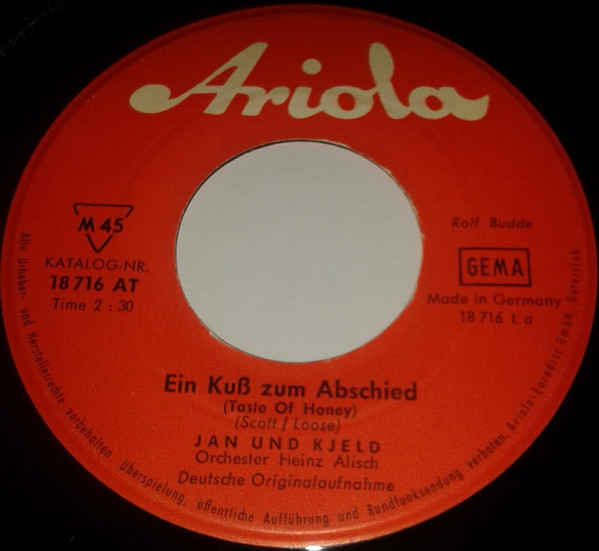 Ariola
M 45
KATALOG-NR.
18 716 AT
Time 2 : 30
Rolf Budde
GEMA
Made in Germany
18 716 L a
Ein Kuß zum Abschied
(Taste Of Honey)
(Scott / Loose)
JAN UND KJELD
Orchester Heinz Alisch
Deutsche Originalaufnahme
Alle Urheber- und Herstellerrechte vorbehalten Überspielung, öffentliche Aufführung und Rundfunksendung verboten Ariola-Eurodisc GmbH, Gütersloh